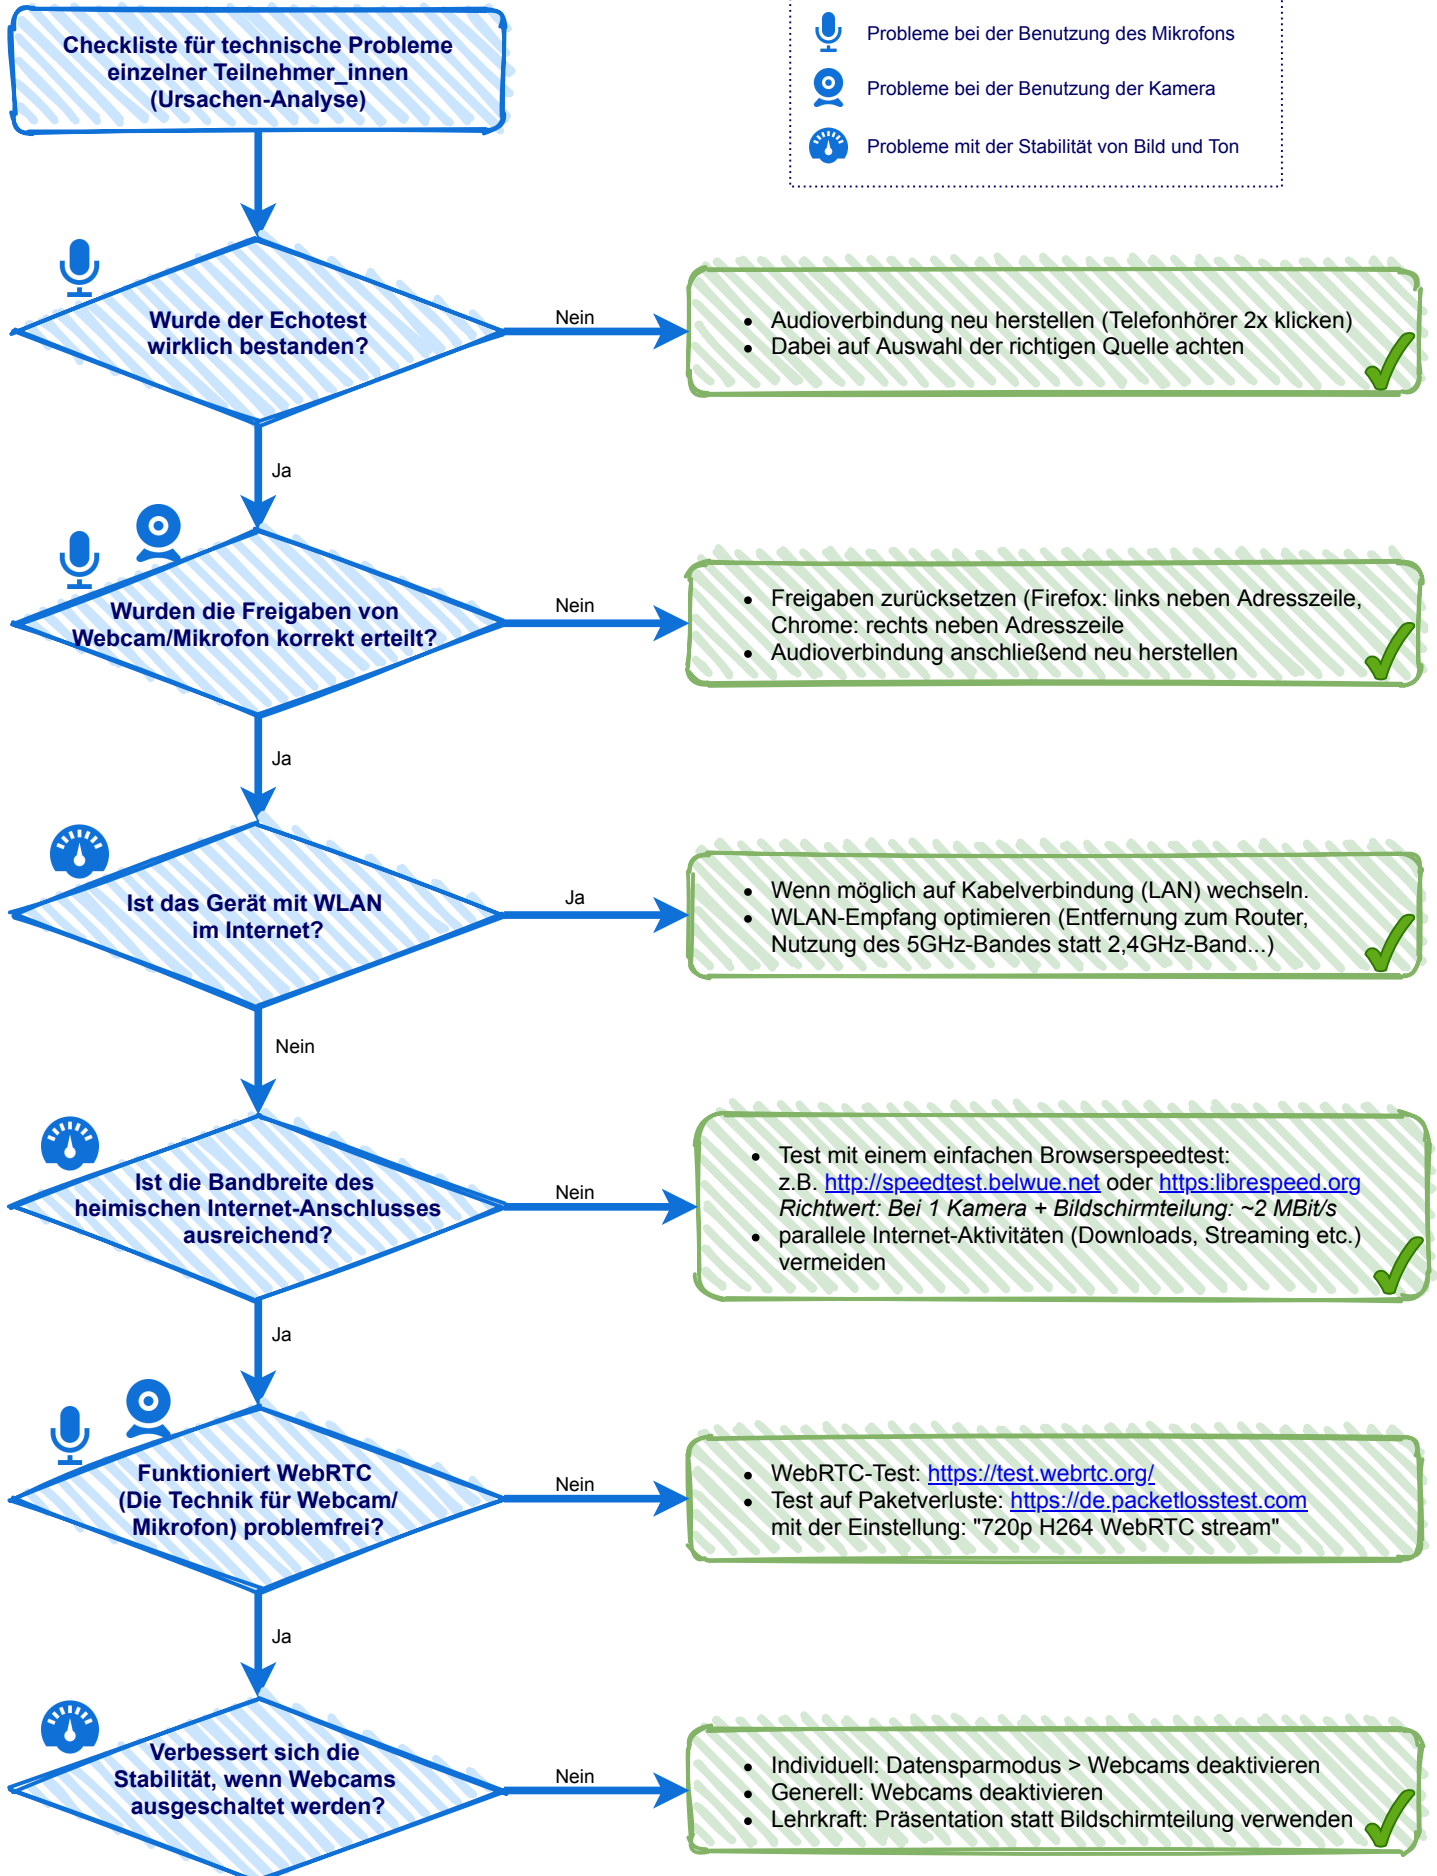 Checkliste für technische Probleme
einzelner Teilnehmer_innen
(Ursachen-Analyse)
Probleme bei der Benutzung des Mikrofons
Probleme bei der Benutzung der Kamera
Probleme mit der Stabilität von Bild und Ton
Wurde der Echotest
wirklich bestanden?
Nein
Audioverbindung neu herstellen (Telefonhörer 2x klicken)
Dabei auf Auswahl der richtigen Quelle achten
Ja
Wurden die Freigaben von
Webcam/Mikrofon korrekt erteilt?
Nein
Freigaben zurücksetzen (Firefox: links neben Adresszeile,
Chrome: rechts neben Adresszeile
Audioverbindung anschließend neu herstellen
Ja
Ist das Gerät mit WLAN
im Internet?
Ja
Wenn möglich auf Kabelverbindung (LAN) wechseln.
WLAN-Empfang optimieren (Entfernung zum Router,
Nutzung des 5GHz-Bandes statt 2,4GHz-Band...)
Nein
Ist die Bandbreite des
heimischen Internet-Anschlusses
ausreichend?
Nein
Test mit einem einfachen Browserspeedtest:
z.B. http://speedtest.belwue.net oder https:librespeed.org
Richtwert: Bei 1 Kamera + Bildschirmteilung: ~2 MBit/s
parallele Internet-Aktivitäten (Downloads, Streaming etc.)
vermeiden
Ja
Funktioniert WebRTC
(Die Technik für Webcam/
Mikrofon) problemfrei?
Nein
WebRTC-Test: https://test.webrtc.org/
Test auf Paketverluste: https://de.packetlosstest.com
mit der Einstellung: "720p H264 WebRTC stream"
Ja
Verbessert sich die
Stabilität, wenn Webcams
ausgeschaltet werden?
Nein
Individuell: Datensparmodus > Webcams deaktivieren
Generell: Webcams deaktivieren
Lehrkraft: Präsentation statt Bildschirmteilung verwenden